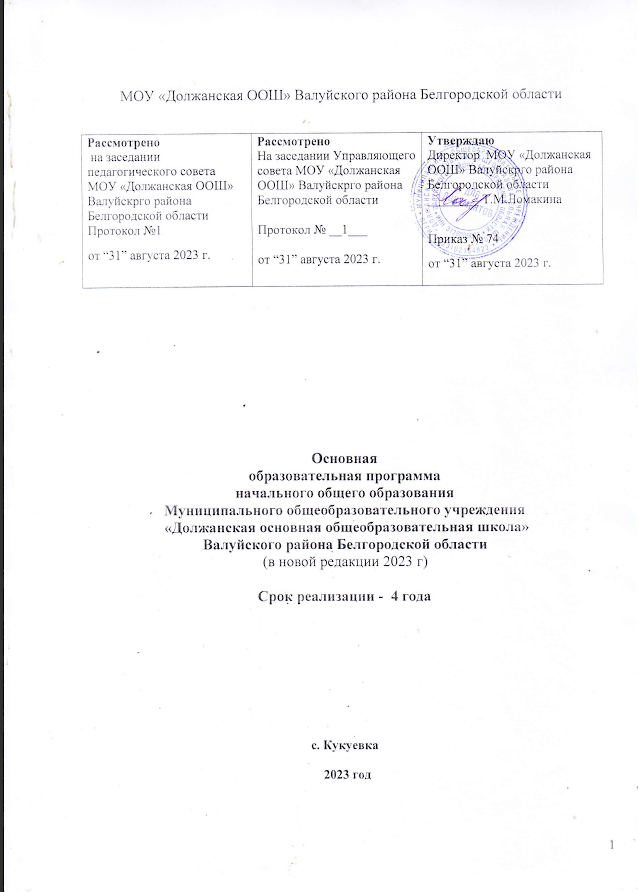 МОУ «Должанская ООШ» Валуйского района Белгородской области
Рассмотрено
на заседании
педагогического совета
МОУ «Должанская ООШ»
Валуйскрго района
Белгородской области
Протокол №1
от “31” августа 2023 г.
Рассмотрено
На заседании Управляющего
совета МОУ «Должанская
ООШ» Валуйскрго района
Белгородской области
Протокол № __1___
от “31” августа 2023 г.
Утверждаю
Директор МОУ «Должанская
ООШ» Валуйскрго района
Белгородской области
Г.М.Ломакина
Приказ № 74
от “31” августа 2023 г.
Основная
образовательная программа
начального общего образования
Муниципального общеобразовательного учреждения
«Должанская основная общеобразовательная школа»
Валуйского района Белгородской области
(в новой редакции 2023 г)
Срок реализации - 4 года
с. Кукуевка
2023 год
1